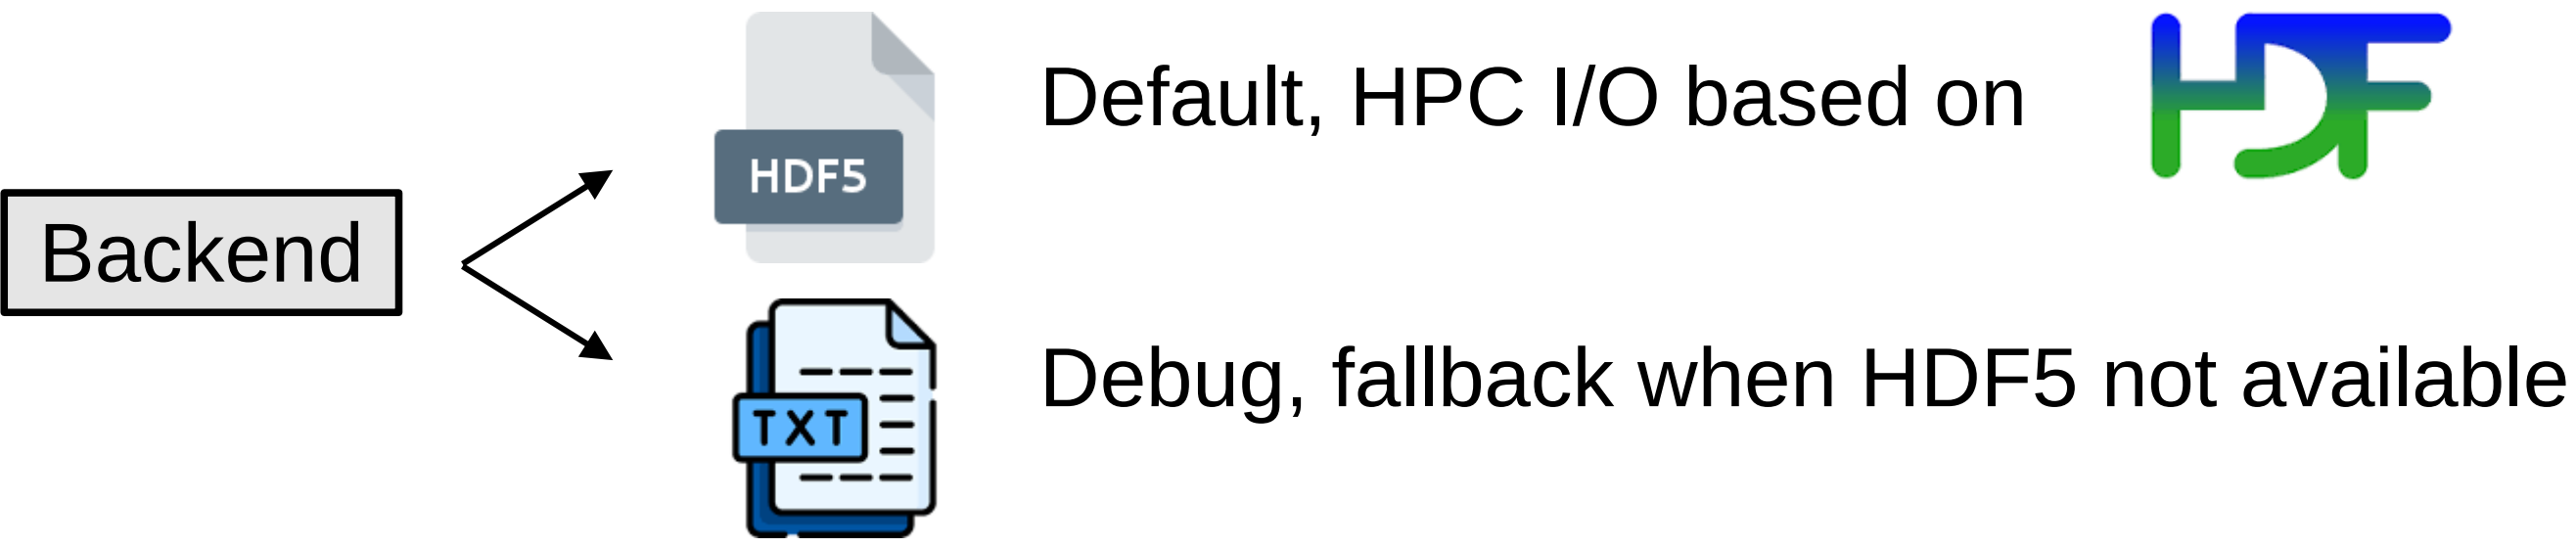 Default, HPC I/O based on
HDF
HDF5
Backend
TXT
Debug, fallback when HDF5 not available